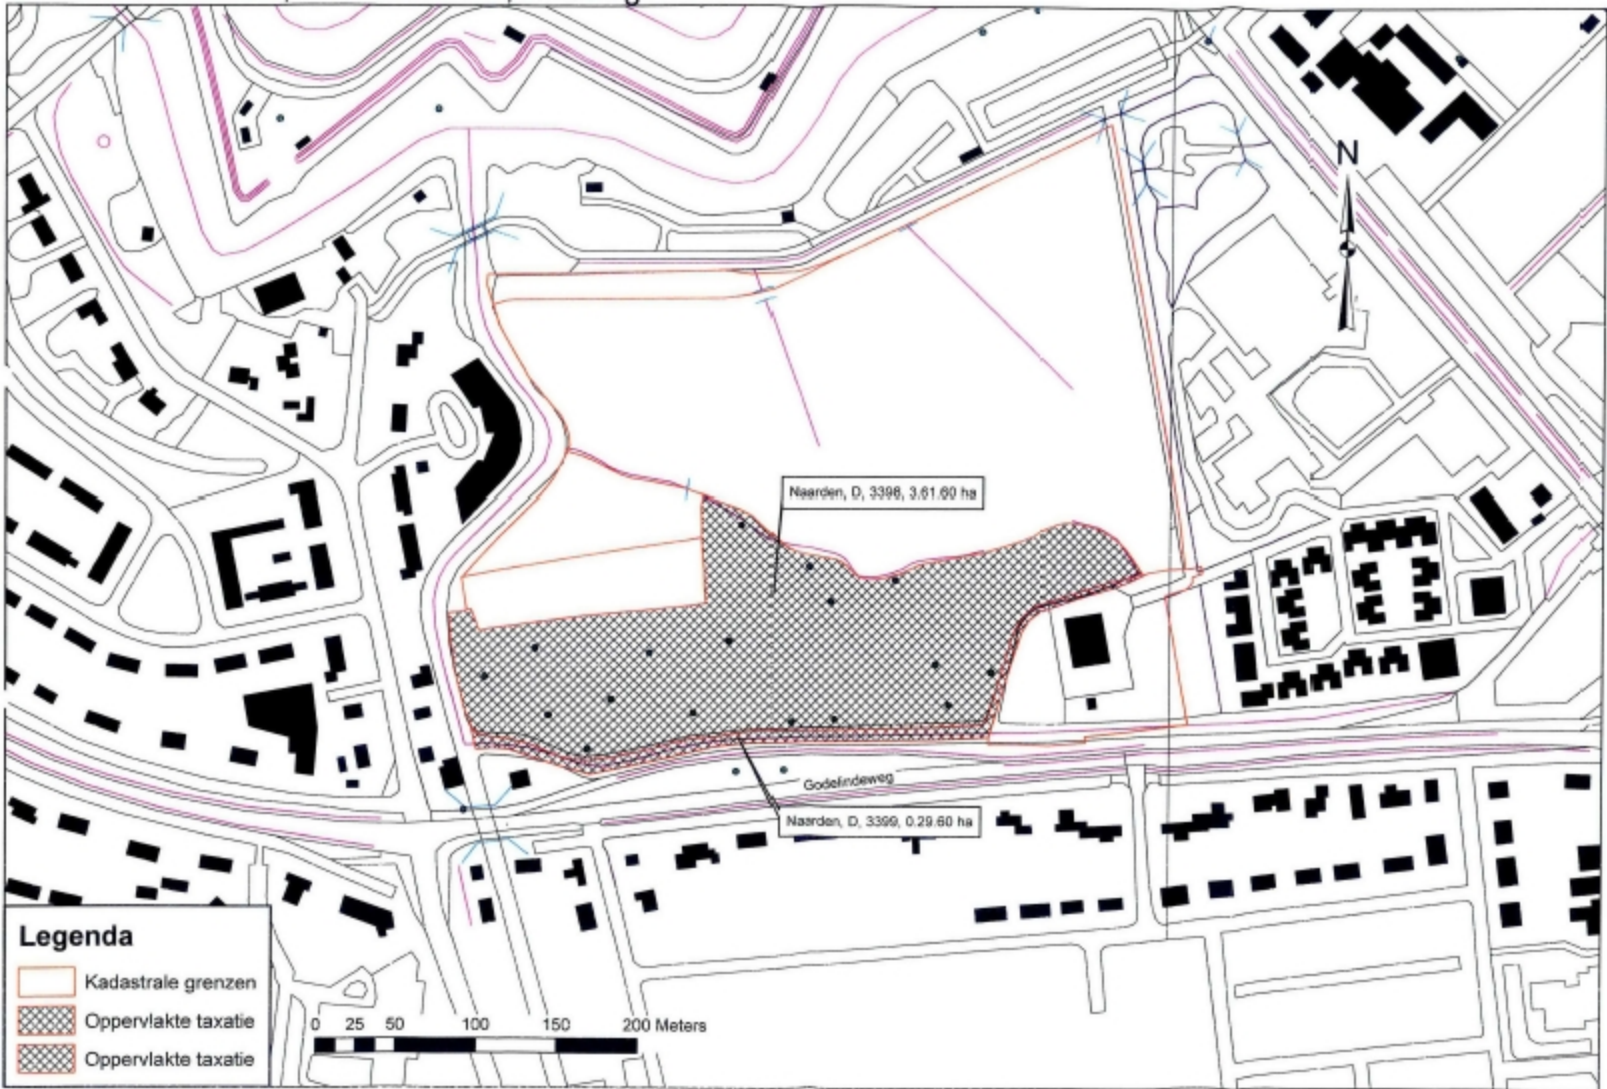 N
Naarden, D, 3398, 3.61.60 ha
Godelindeweg
Naarden, D, 3399, 0.29.60 ha
Legenda
Kadastrale grenzen
Oppervlakte taxatie
Oppervlakte taxatie
0 25 50 100 150 200 Meters